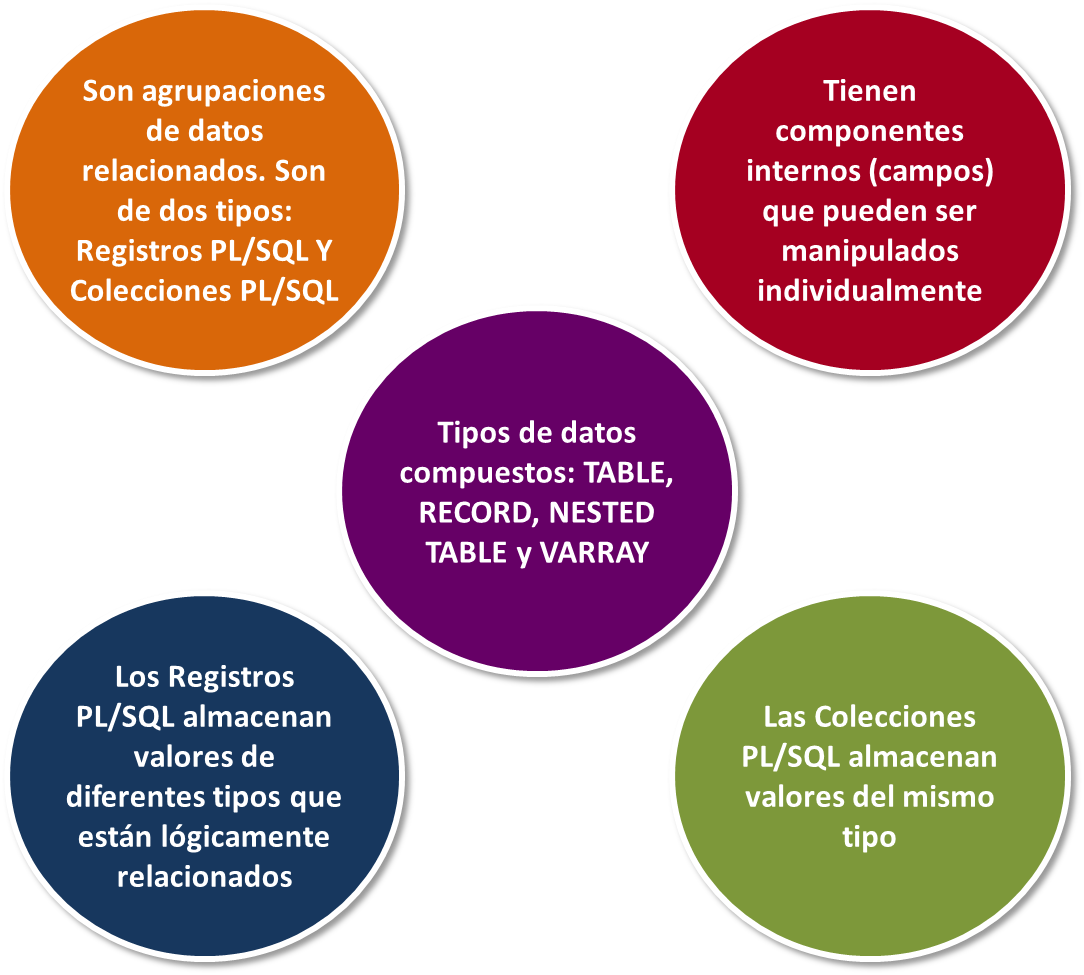 Son agrupaciones
de datos
relacionados. Son
de dos tipos:
Registros PL/SQL Y
Colecciones PL/SQL
Tienen
componentes
internos (campos)
que pueden ser
manipulados
individualmente
Tipos de datos
compuestos: TABLE,
RECORD, NESTED
TABLE y VARRAY
Los Registros
PL/SQL almacenan
valores de
diferentes tipos que
están lógicamente
relacionados
Las Colecciones
PL/SQL almacenan
valores del mismo
tipo